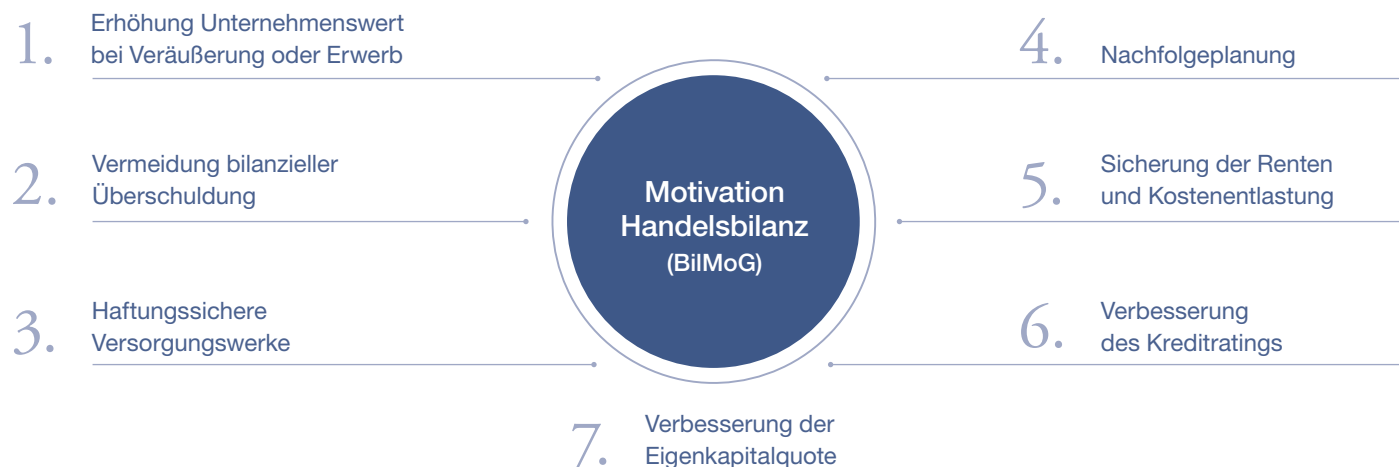 1.
Erhöhung Unternehmenswert
bei Veräußerung oder Erwerb
2.
Vermeidung bilanzieller
Überschuldung
3.
Haftungssichere
Versorgungswerke
Motivation
Handelsbilanz
(BilMoG)
4.
Nachfolgeplanung
5.
Sicherung der Renten
und Kostenentlastung
6.
Verbesserung
des Kreditratings
7.
Verbesserung der
Eigenkapitalquote